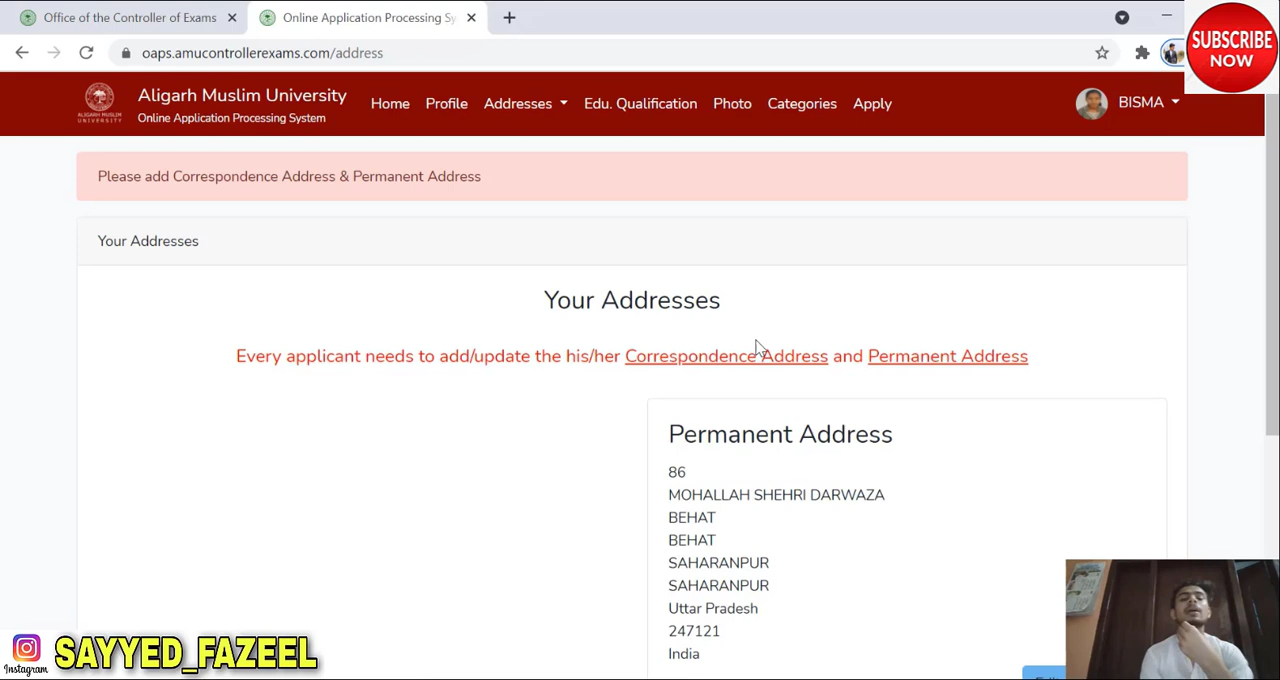 Office of the Controller of Exams
Online Application Processing Sy
SUBSCRIBE
NOW
oaps.amucontrollerexams.com/address
ALIGARH MUSLIM
UNIVERSITY
Aligarh Muslim University
Online Application Processing System
Home
Profile
Addresses
Edu. Qualification
Photo
Categories
Apply
BISMA
Please add Correspondence Address & Permanent Address
Your Addresses
Your Addresses
Every applicant needs to add/update the his/her Correspondence Address and Permanent Address
Permanent Address
86
MOHALLAH SHEHRI DARWAZA
BEHAT
BEHAT
SAHARANPUR
SAHARANPUR
Uttar Pradesh
247121
India
Instagram
SAYYED_FAZEEL